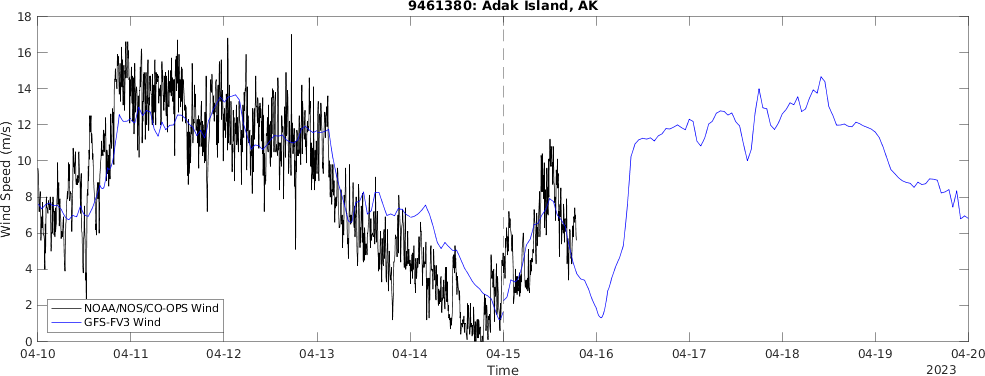 9461380: Adak Island, AK
18
16
14
12
10
8
6
4
2
0
Wind Speed (m/s)
NOAA/NOS/CO-OPS Wind
GFS-FV3 Wind
04-10 04-11 04-12 04-13 04-14 04-15 04-16 04-17 04-18 04-19 04-20
Time
2023